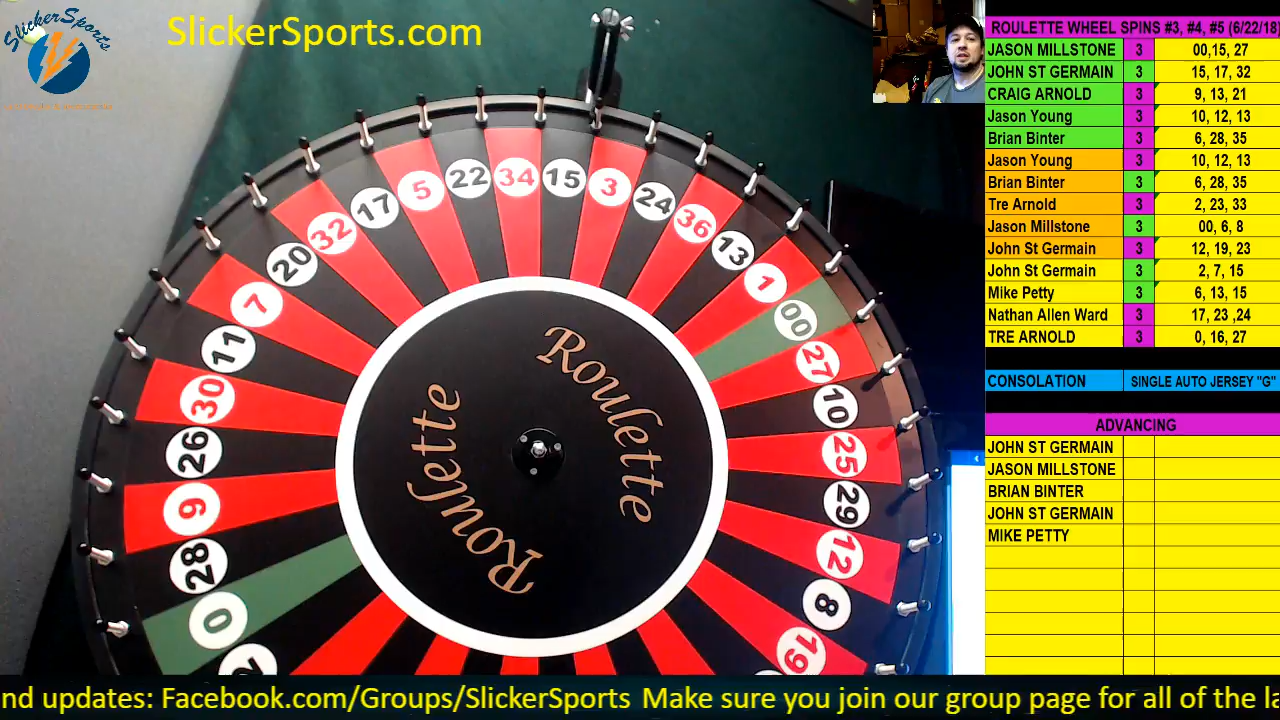 SlickerSports
SlickerSports.com
ROULETTE WHEEL SPINS #3, #4, #5 (6/22/18)
JASON MILLSTONE 3 00,15, 27
JOHN ST GERMAIN 3 15, 17, 32
CRAIG ARNOLD 3 9, 13, 21
Jason Young 3 10, 12, 13
Brian Binter 3 6, 28, 35
Jason Young 3 10, 12, 13
Brian Binter 3 6, 28, 35
Tre Arnold 3 2, 23, 33
Jason Millstone 3 00, 6, 8
John St Germain 3 12, 19, 23
John St Germain 3 2, 7, 15
Mike Petty 3 6, 13, 15
Nathan Allen Ward 3 17, 23 ,24
TRE ARNOLD 3 0, 16, 27
CONSOLATION SINGLE AUTO JERSEY "G"
ADVANCING
JOHN ST GERMAIN
JASON MILLSTONE
BRIAN BINTER
JOHN ST GERMAIN
MIKE PETTY
0
28
9
26
30
11
7
20
32
17
5
22
34
15
3
24
36
13
1
00
27
10
25
29
12
8
19
Roulette
Roulette
nd updates: Facebook.com/Groups/SlickerSports Make sure you join our group page for all of the la